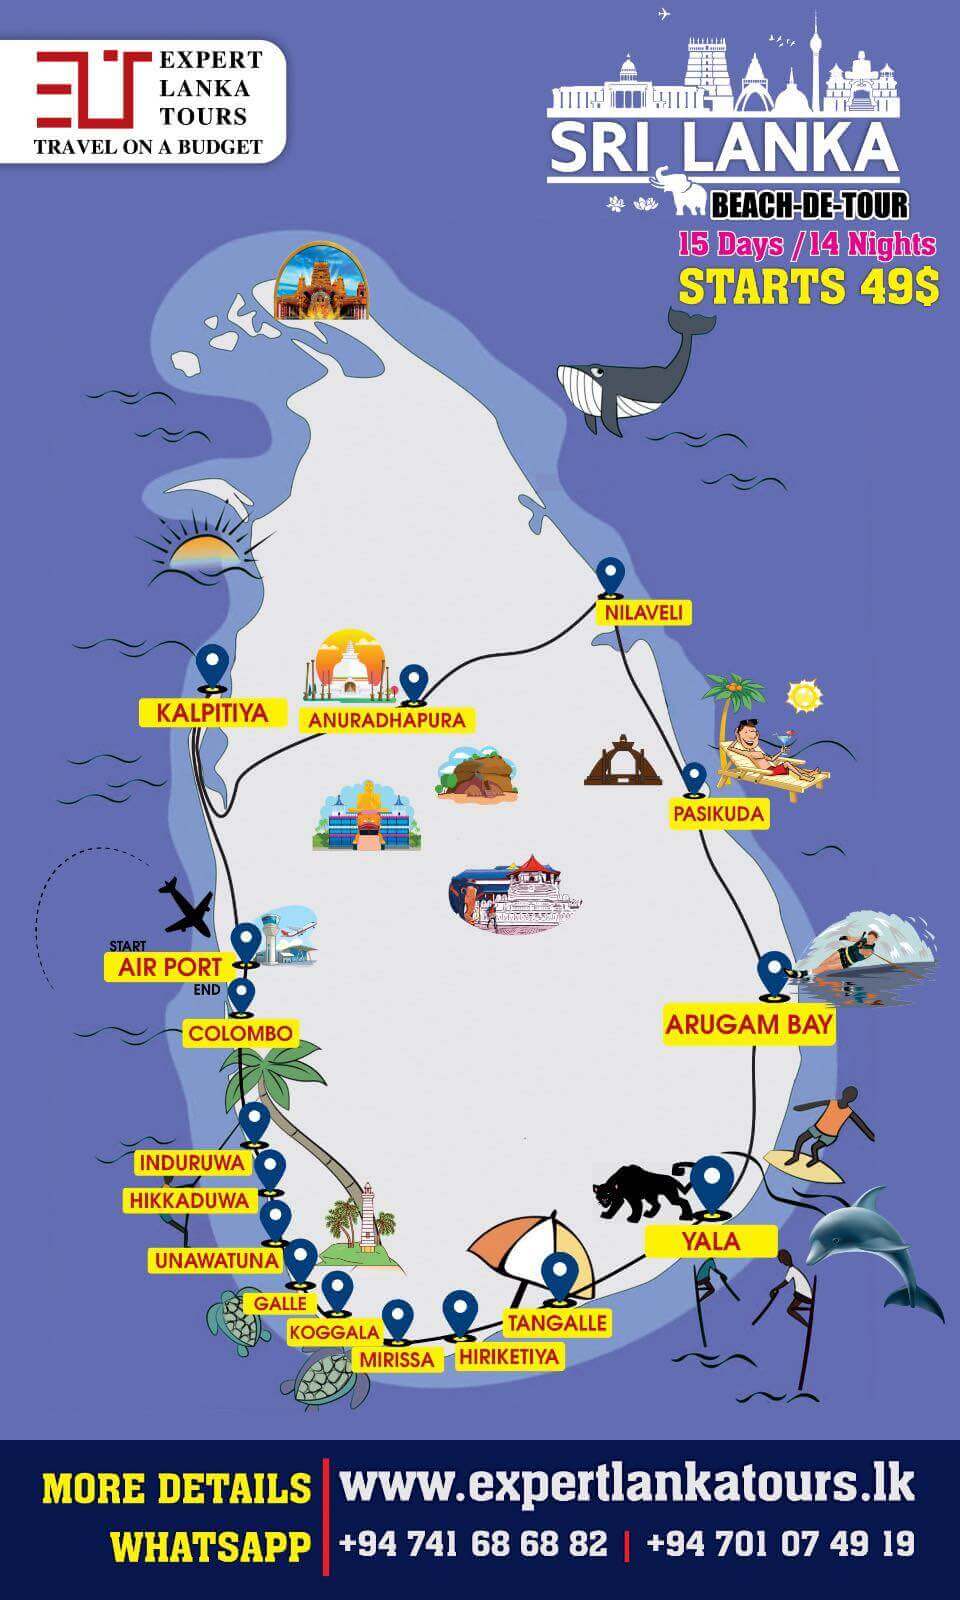 EXPERT
LANKA
TOURS
TRAVEL ON A BUDGET
SRI LANKA
BEACH-DE-TOUR
15 Days / 14 Nights
STARTS 49$
NILAVELI
KALPITIYA
ANURADHAPURA
PASIKUDA
START
AIR PORT
END
COLOMBO
ARUGAM BAY
INDURUWA
HIKKADUWA
UNAWATUNA
YALA
GALLE
KOGGALA
TANGALLE
MIRISSA
HIRIKETIYA
MORE DETAILS
WHATSAPP
www.expertlankatours.lk
+94 741 68 68 82 | +94 701 07 49 19